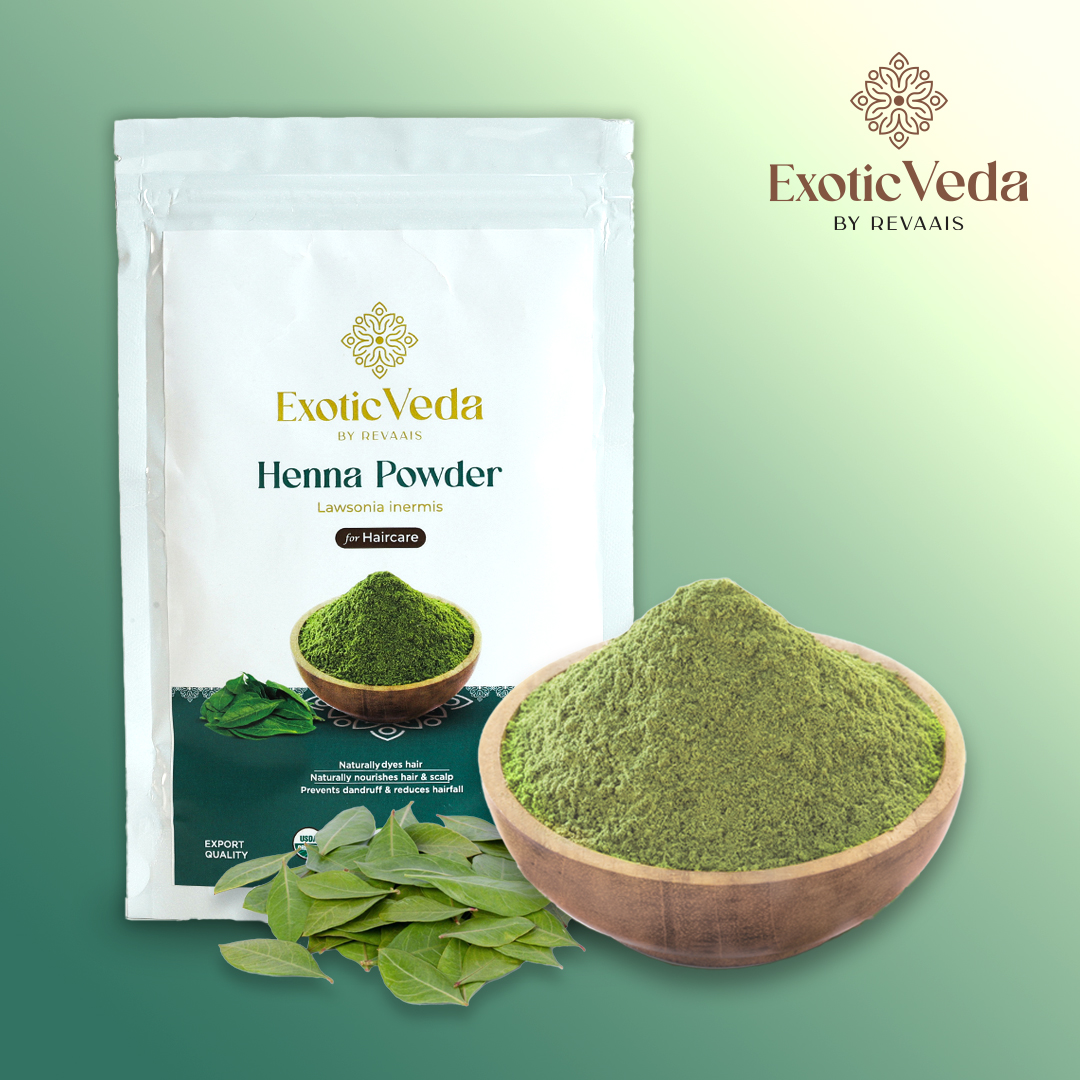 ExoticVeda
BY REVAAIS
ExoticVeda
BY REVAAIS
Henna Powder
Lawsonia inermis
for Haircare
Naturally dyes hair
Naturally nourishes hair & scalp
Prevents dandruff & reduces hairfall
EXPORT
QUALITY
USDA